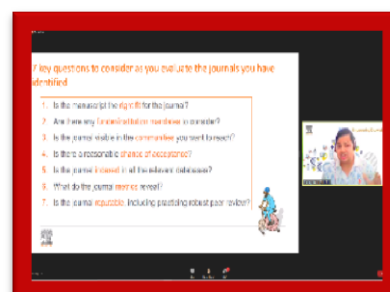 7 key questions to consider as you evaluate the journals you have
identified
1. Is the manuscript the right fit for the journal?
2. Are there any funder/institution mandates to consider?
3. Is the journal visible in the communities you want to reach?
4. Is there a reasonable chance of acceptance?
5. Is the journal indexed in all the relevant databases?
6. What do the journal metrics reveal?
7. Is the journal reputable, including practicing robust peer review?